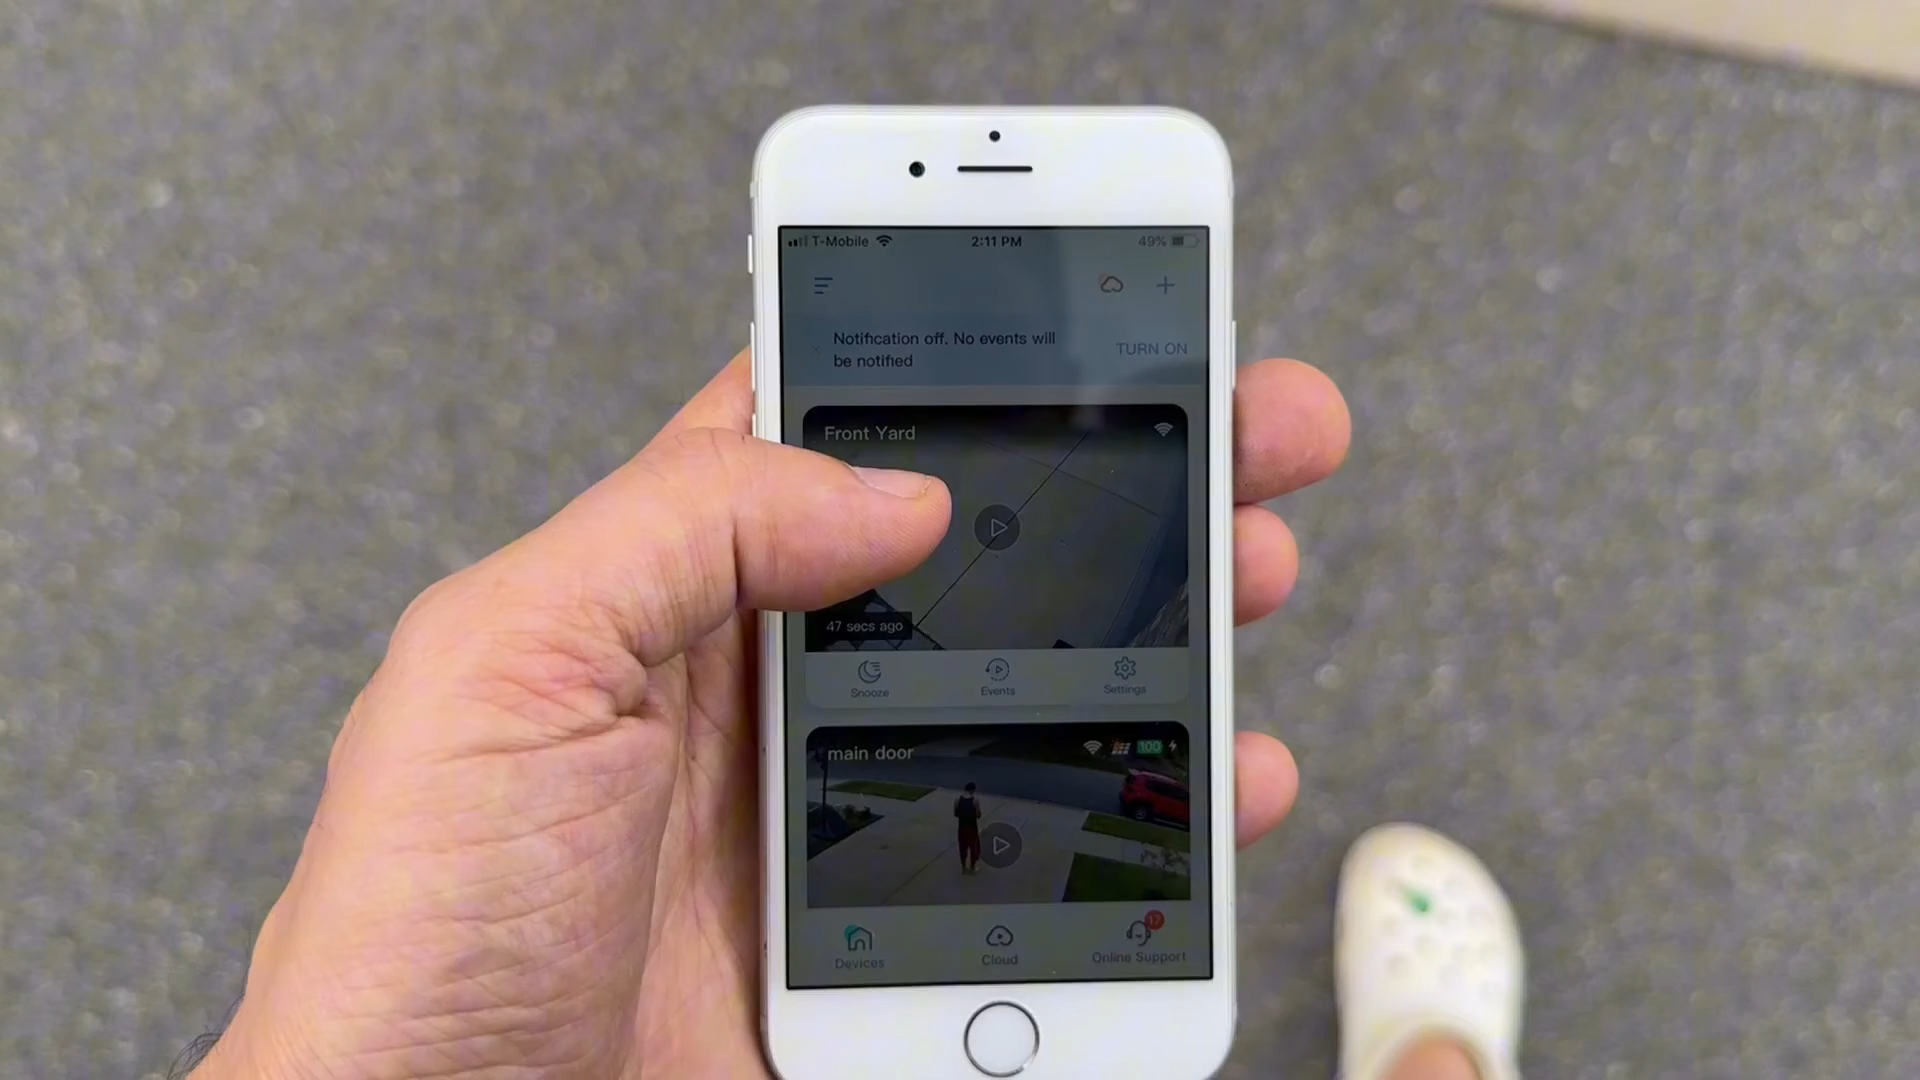 T-Mobile 2:11 PM 49%
Notification off. No events will
be notified
TURN ON
Front Yard
47 secs ago
Snooze Events Settings
main door 100
17
Devices Cloud Online Support